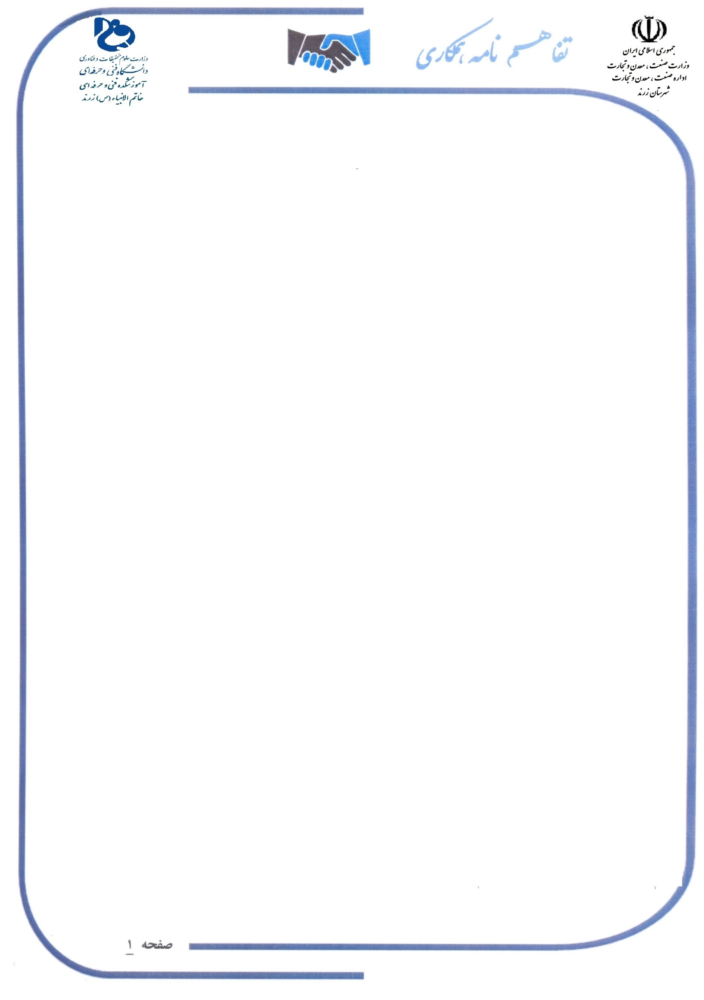 جمهوری اسلامی ایران
وزارت صنعت ، معدن و تجارت
اداره صنعت ، معدن و تجارت
شهرستان زرند
تفاهم نامه همکاری
وزارت علوم تحقیقات و فناوری
دانشگاه فنی و حرفه ای
آموزشکده فنی و حرفه ای
خاتم الانبیاء (ص) زرند
صفحه ۱